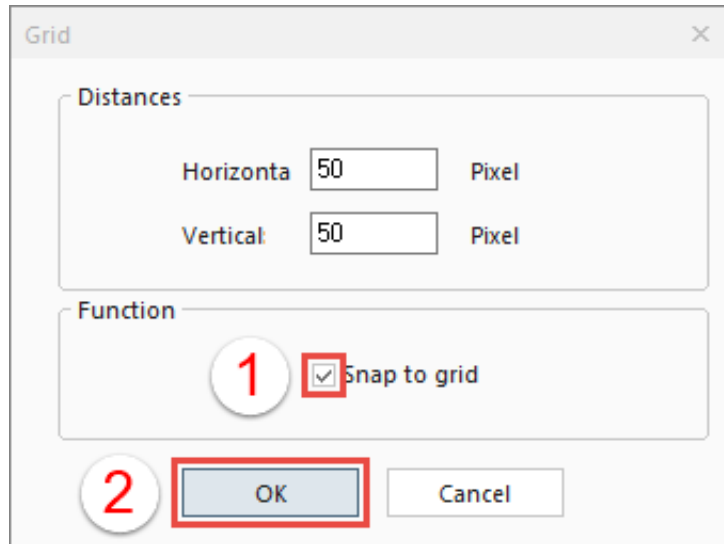 Grid
Distances
Horizonta 50 Pixel
Vertical: 50 Pixel
Function
1 Snap to grid
2 OK Cancel